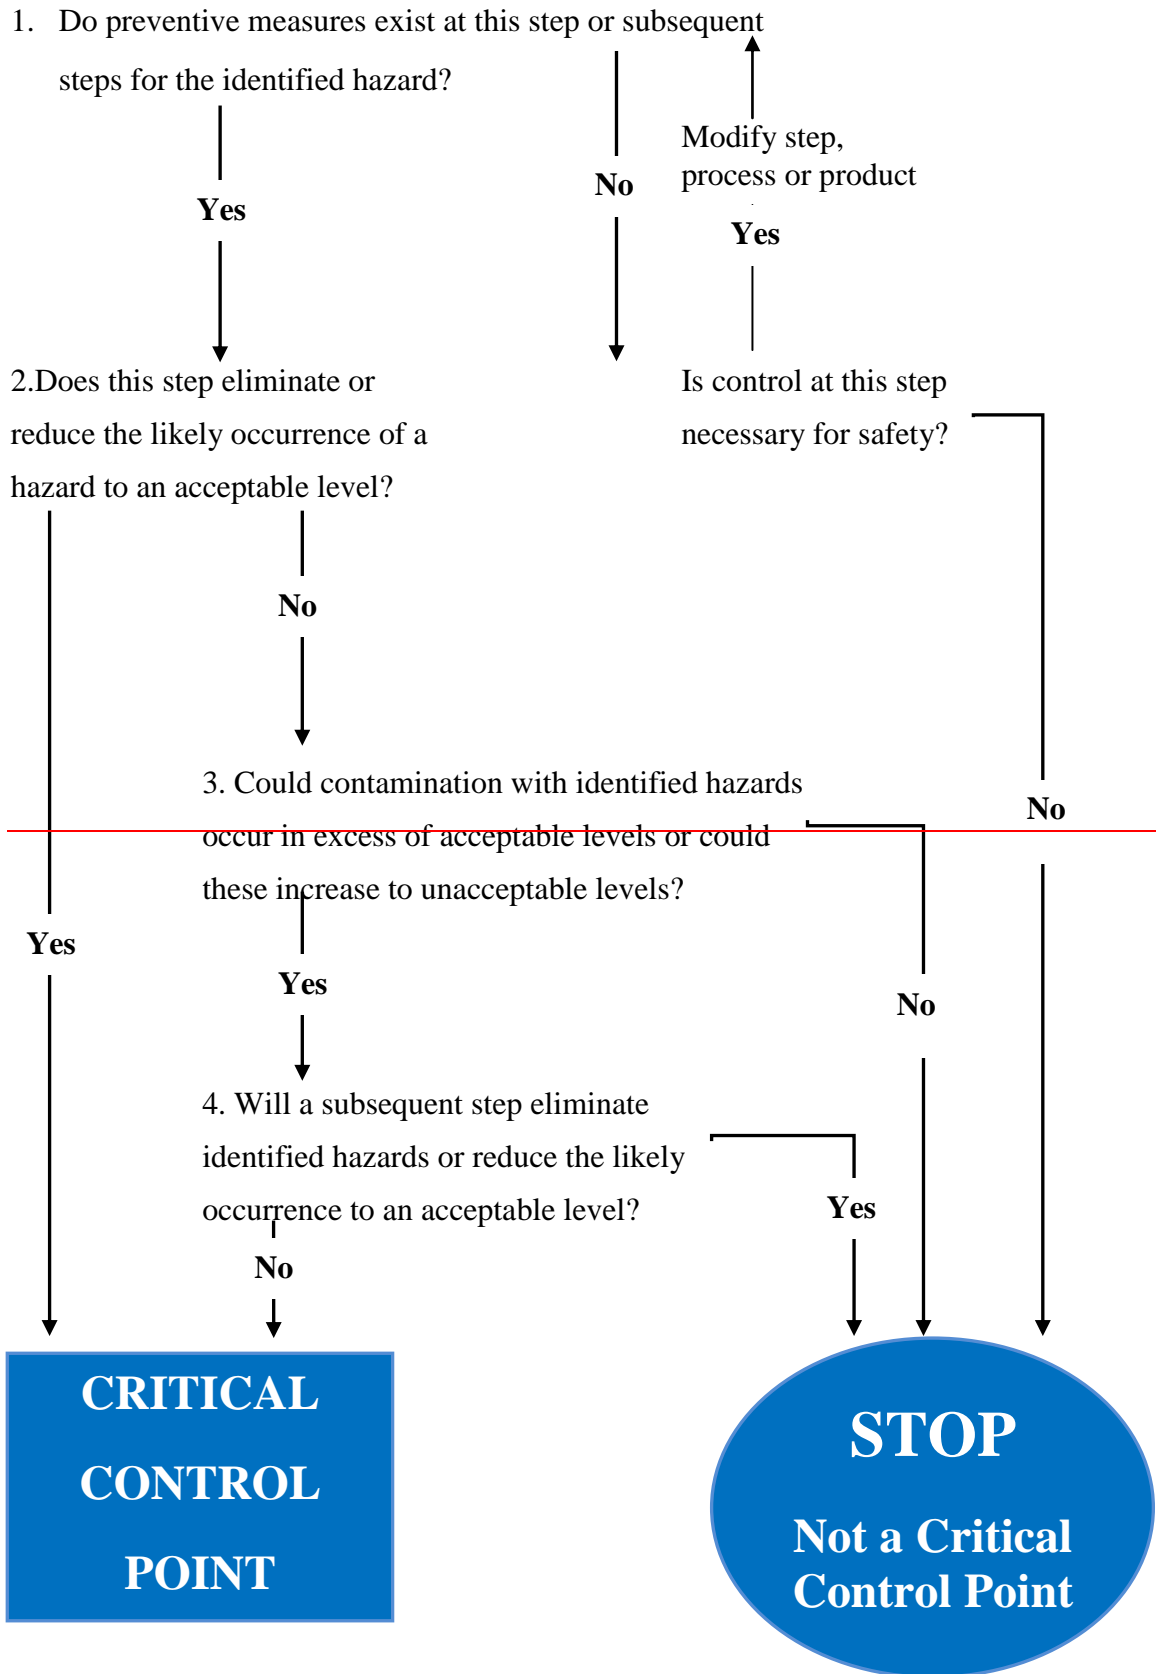 1. Do preventive measures exist at this step or subsequent
steps for the identified hazard?
Modify step,
process or product
No
Yes
Yes
2.Does this step eliminate or
reduce the likely occurrence of a
hazard to an acceptable level?
Is control at this step
necessary for safety?
No
3. Could contamination with identified hazards
occur in excess of acceptable levels or could
these increase to unacceptable levels?
No
Yes
Yes
No
4. Will a subsequent step eliminate
identified hazards or reduce the likely
occurrence to an acceptable level?
Yes
No
CRITICAL
CONTROL
POINT
STOP
Not a Critical
Control Point